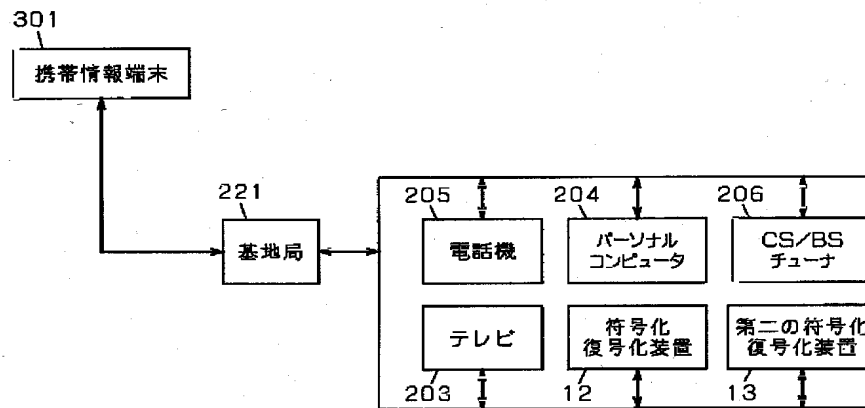 301
携帯情報端末
221
基地局
205
電話機
204
パーソナル
コンピュータ
206
CS/BS
チューナ
テレビ
203
符号化
復号化装置
12
第二の符号化
復号化装置
13